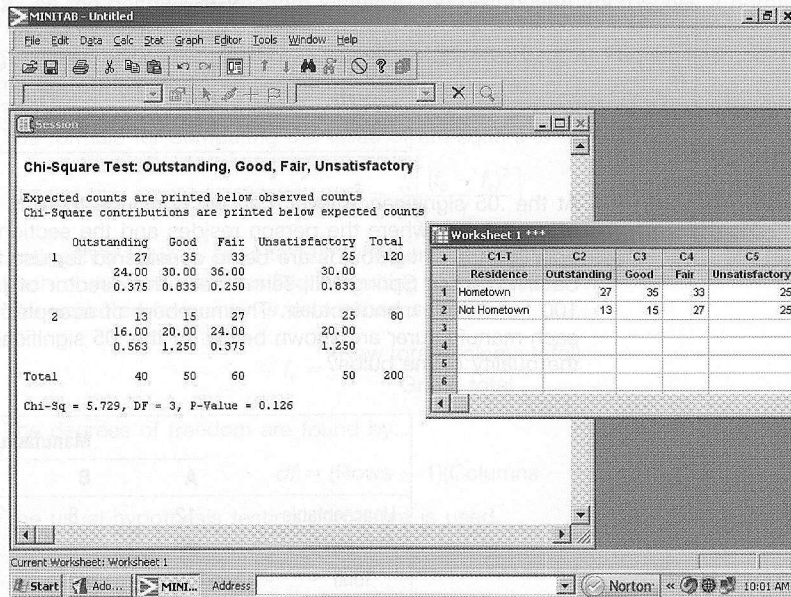 MINITAB - Untitled
File Edit Data Calc Stat Graph Editor Tools Window Help
Session
Chi-Square Test: Outstanding, Good, Fair, Unsatisfactory
Expected counts are printed below observed counts
Chi-Square contributions are printed below expected counts
Outstanding Good Fair Unsatisfactory Total
1 27 35 33 25 120
24.00 30.00 36.00 30.00
0.375 0.833 0.250 0.833
2 13 15 27 25 80
16.00 20.00 24.00 20.00
0.563 1.250 0.375 1.250
Total 40 50 60 50 200
Chi-Sq = 5.729, DF = 3, P-Value = 0.126
Worksheet 1 ***
C1-T C2 C3 C4 C5
Residence Outstanding Good Fair Unsatisfactory
1 Hometown 27 35 33 25
2 Not Hometown 13 15 27 25
3
4
5
6
Current Worksheet: Worksheet 1
Start Ado... MINI... Address Norton « 10:01 AM